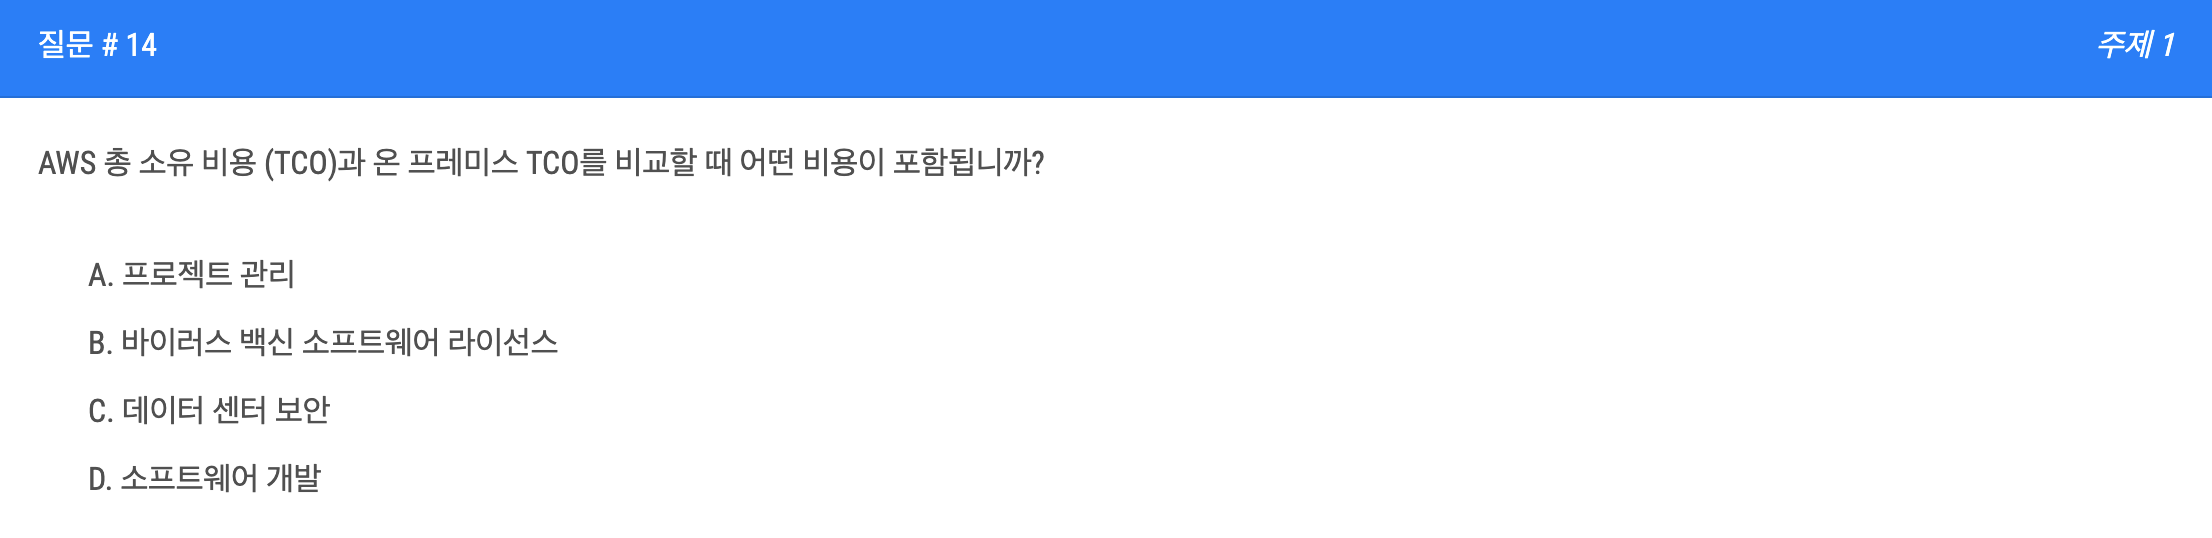 질문 # 14
주제 1
AWS 총 소유 비용 (TCO)과 온 프레미스 TCO를 비교할 때 어떤 비용이 포함됩니까?
A. 프로젝트 관리
B. 바이러스 백신 소프트웨어 라이선스
C. 데이터 센터 보안
D. 소프트웨어 개발